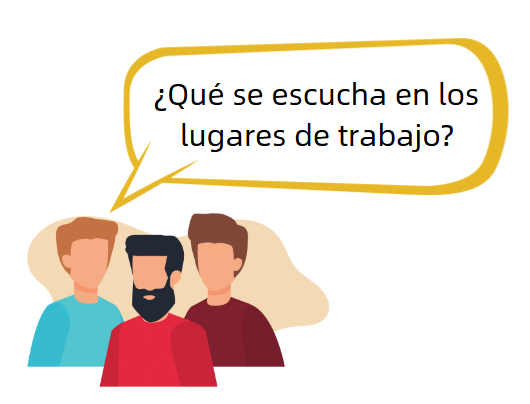 ¿Qué se escucha en los
lugares de trabajo?